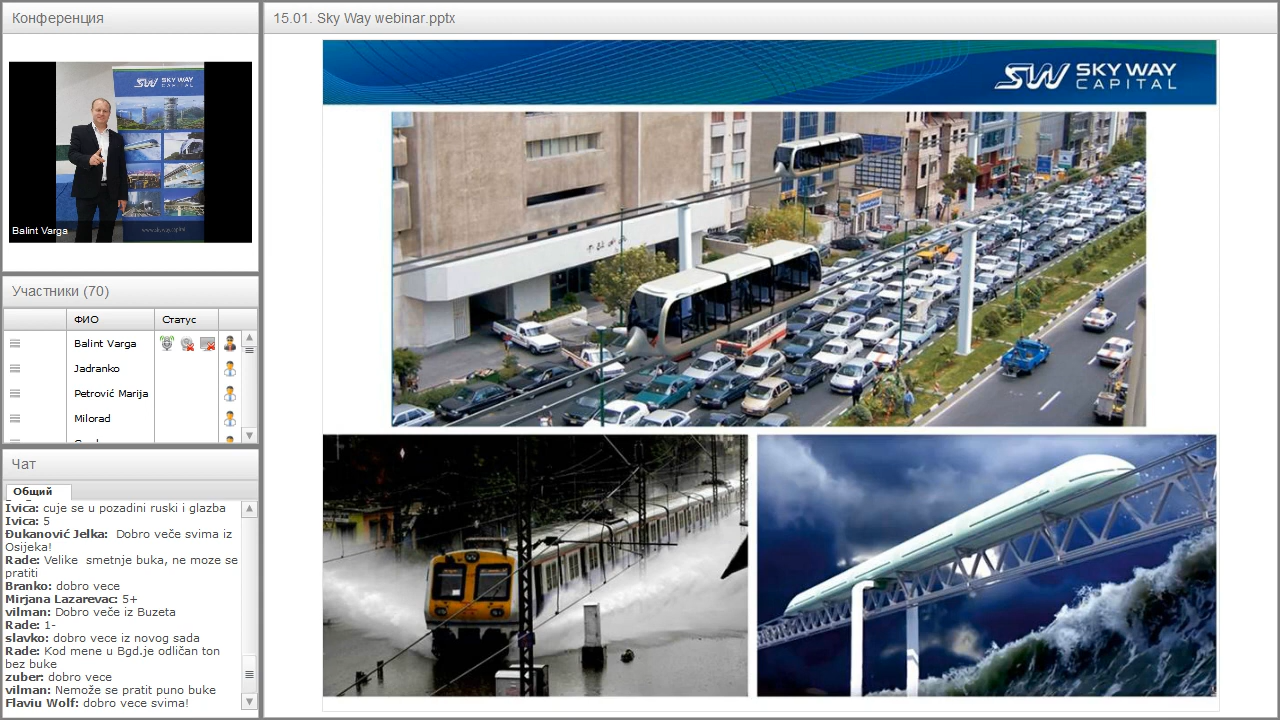 Конференция
15.01. Sky Way webinar.pptx
SW SKY WAY
CAPITAL
SW SKY WAY
CAPITAL
Balint Varga
Участники (70)
ФИО Статус
Balint Varga
Jadranko
Petrović Marija
Milorad
Чат
Общий
Ivica: cuje se u pozadini ruski i glazba
Ivica: 5
Đukanović Jelka: Dobro veče svima iz
Osijeka!
Rade: Velike smetnje buka, ne moze se
pratiti
Branko: dobro vece
Mirjana Lazarevac: 5+
vilman: Dobro veče iz Buzeta
Rade: 1-
slavko: dobro vece iz novog sada
Rade: Kod mene u Bgd.je odličan ton
bez buke
zuber: dobro vece
vilman: Nemože se pratit puno buke
Flaviu Wolf: dobro vece svima!